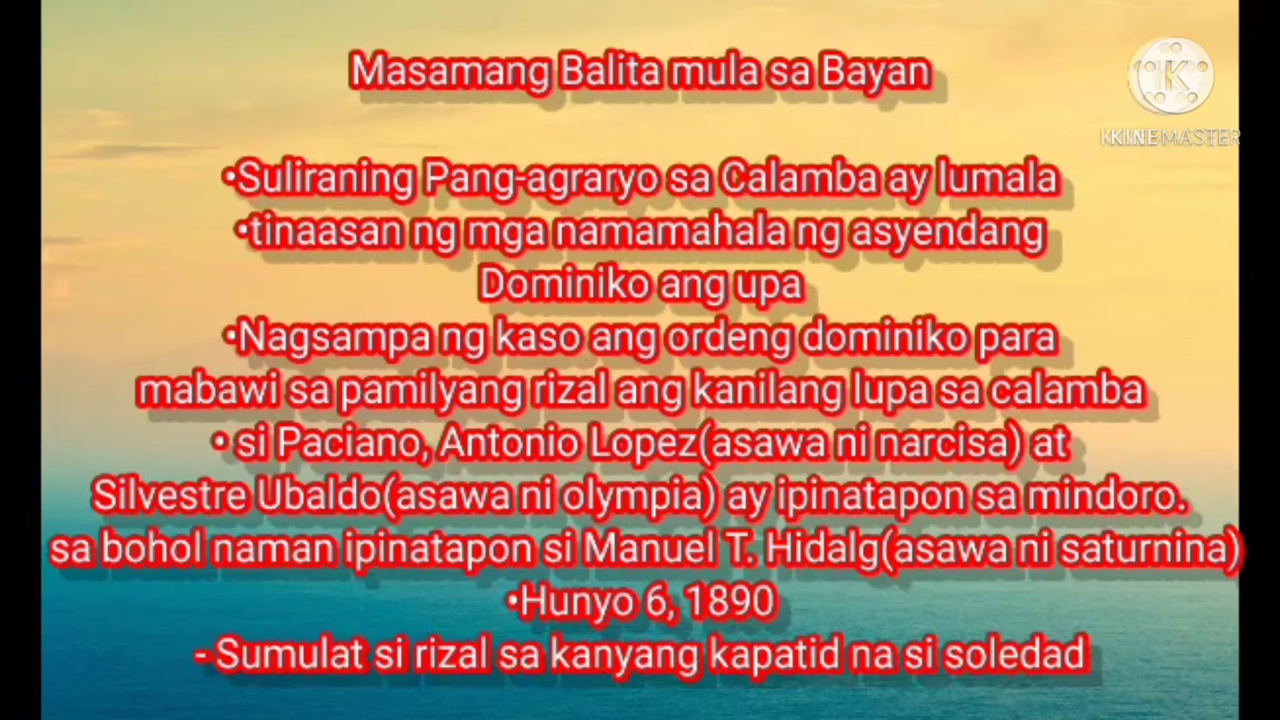 Masamang Balita mula sa Bayan
K
KINEMASTER
•Suliraning Pang-agraryo sa Calamba ay lumala
•tinaasan ng mga namamahala ng asyendang
Dominiko ang upa
•Nagsampa ng kaso ang ordeng dominiko para
mabawi sa pamilyang rizal ang kanilang lupa sa calamba
• si Paciano, Antonio Lopez(asawa ni narcisa) at
Silvestre Ubaldo(asawa ni olympia) ay ipinatapon sa mindoro.
sa bohol naman ipinatapon si Manuel T. Hidalg(asawa ni saturnina)
•Hunyo 6, 1890
- Sumulat si rizal sa kanyang kapatid na si soledad